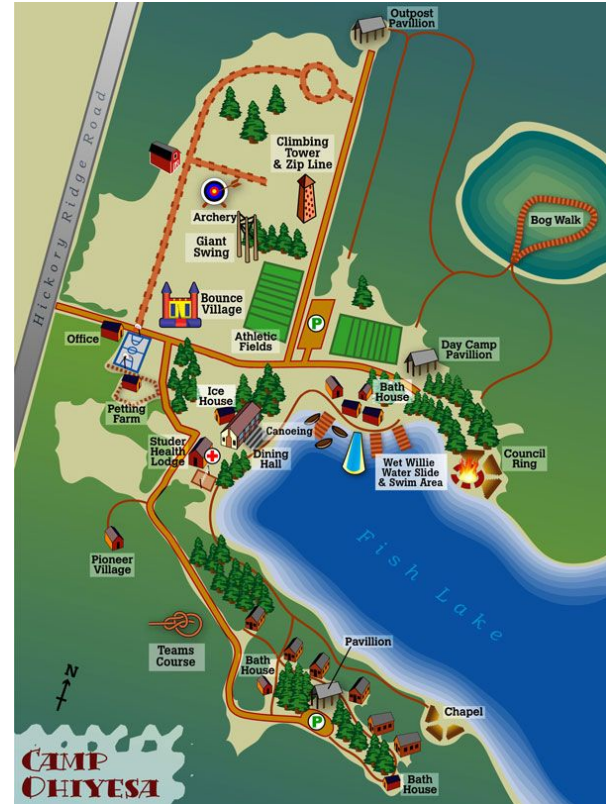 Outpost
Pavillion
Hickory Ridge Road
Climbing
Tower
& Zip Line
Archery
Giant
Swing
Bog Walk
Bounce
Village
P
Athletic
Fields
Office
Day Camp
Pavillion
Petting
Farm
Ice
House
Bath
House
Canoeing
Studer
Health
Lodge
Dining
Hall
Wet Willie
Water Slide
& Swim Area
Council
Ring
Fish Lake
Pioneer
Village
Teams
Course
Pavillion
Bath
House
N
P
Chapel
CAMP
OHIYESA
Bath
House